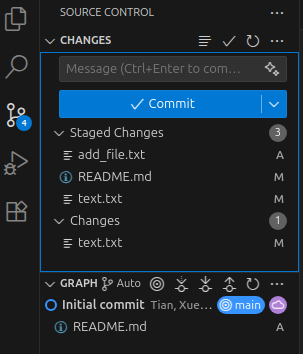 SOURCE CONTROL
CHANGES
Message (Ctrl+Enter to com...
Commit
Staged Changes 3
add_file.txt A
README.md M
text.txt M
4
Changes 1
text.txt M
GRAPH Auto
Initial commit Tian, Xue... main
README.md A